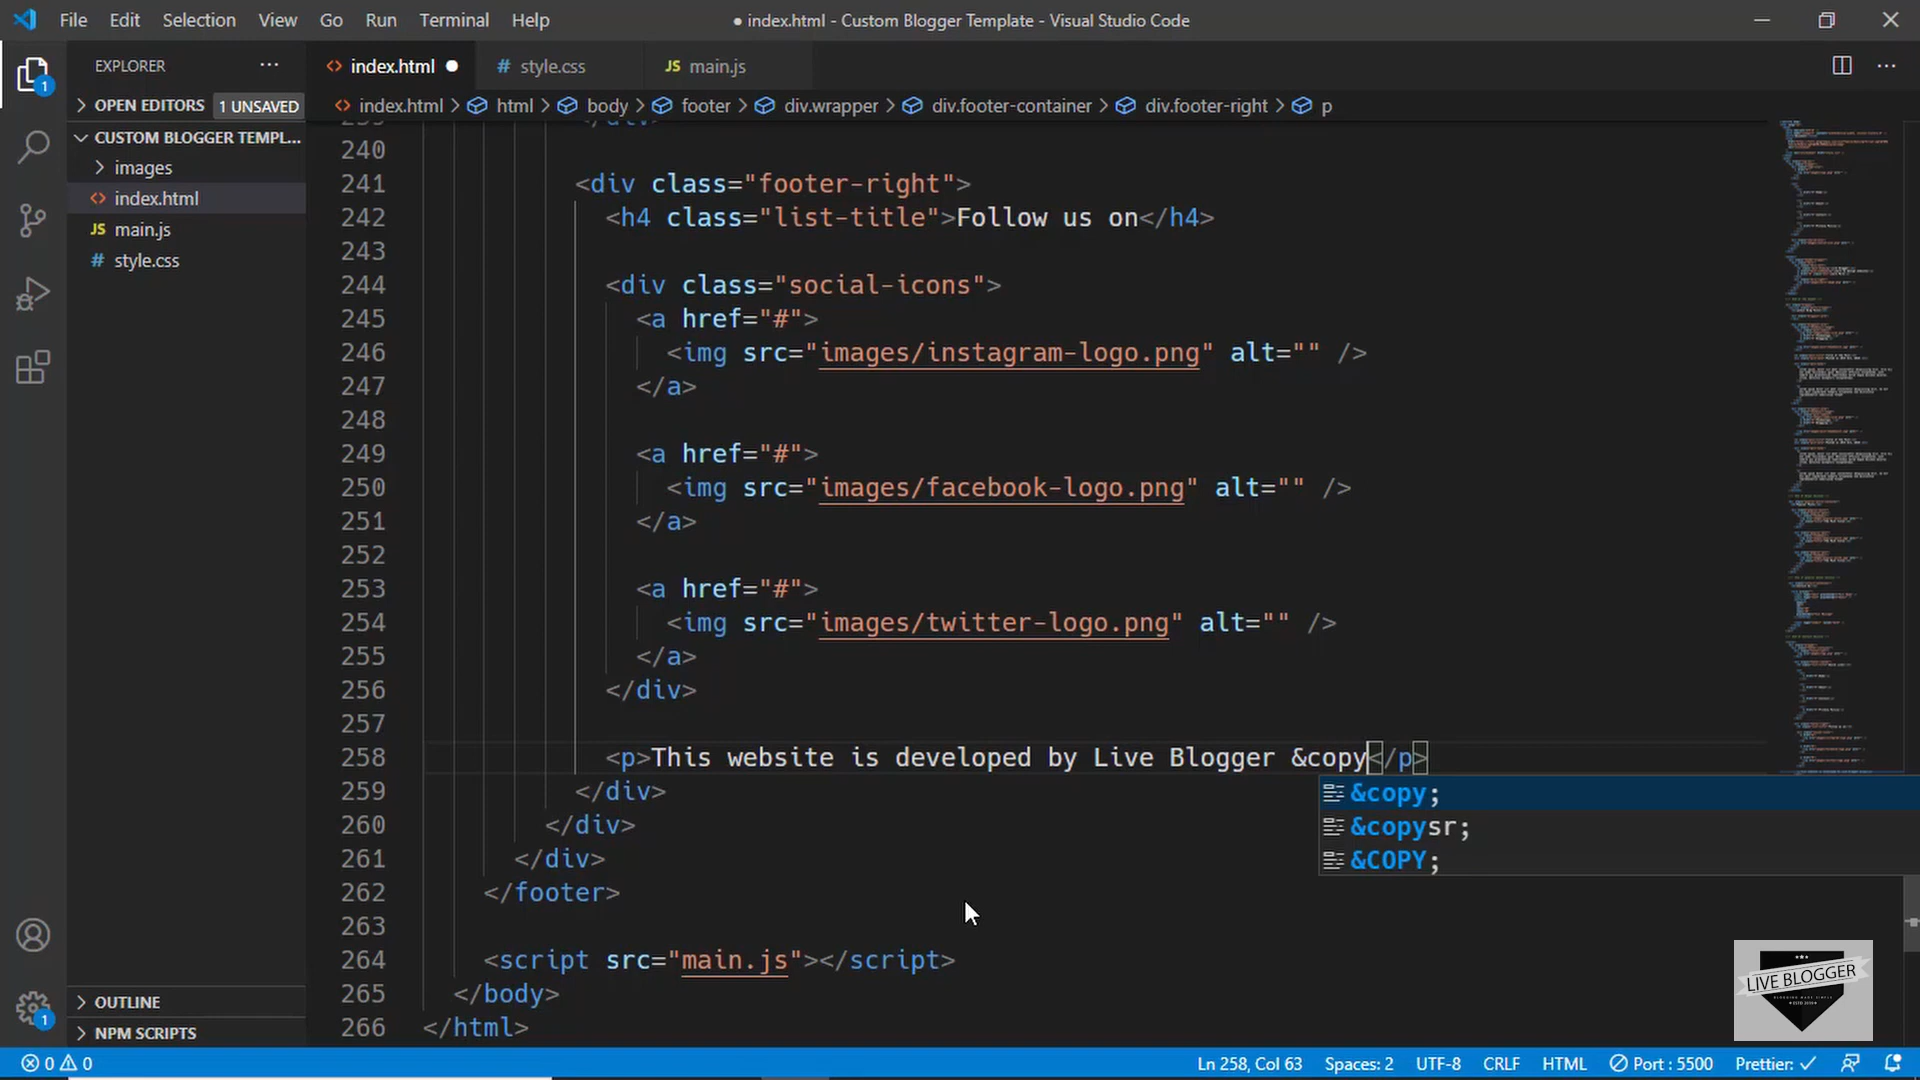 File Edit Selection View Go Run Terminal Help
● index.html - Custom Blogger Template - Visual Studio Code
EXPLORER ···
index.html ●
# style.css
JS main.js
OPEN EDITORS 1 UNSAVED
index.html > html > body > footer > div.wrapper > div.footer-container > div.footer-right > p
CUSTOM BLOGGER TEMPL...
images
index.html
JS main.js
# style.css
240
241 <div class="footer-right">
242 <h4 class="list-title">Follow us on</h4>
243
244 <div class="social-icons">
245 <a href="#">
246 <img src="images/instagram-logo.png" alt="" />
247 </a>
248
249 <a href="#">
250 <img src="images/facebook-logo.png" alt="" />
251 </a>
252
253 <a href="#">
254 <img src="images/twitter-logo.png" alt="" />
255 </a>
256 </div>
257
258 <p>This website is developed by Live Blogger &copy</p>
&copy;
&copysr;
&COPY;
259 </div>
260 </div>
261 </div>
262 </footer>
263
264 <script src="main.js"></script>
265 </body>
266 </html>
1
1
OUTLINE
NPM SCRIPTS
LIVE BLOGGER
0 0
Ln 258, Col 63 Spaces: 2 UTF-8 CRLF HTML Port : 5500 Prettier: ✓